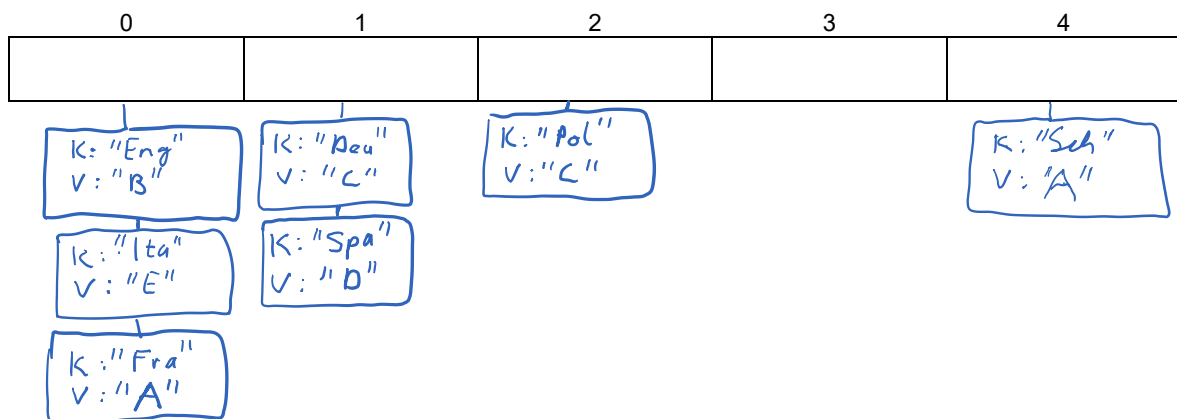 0 1 2 3 4
K: "Eng"
V: "B"
K: "Deu"
V: "C"
K: "Pol"
V: "C"
K: "Sch"
V: "A"
K: "Ita"
V: "E"
K: "Spa"
V: "D"
K: "Fra"
V: "A"